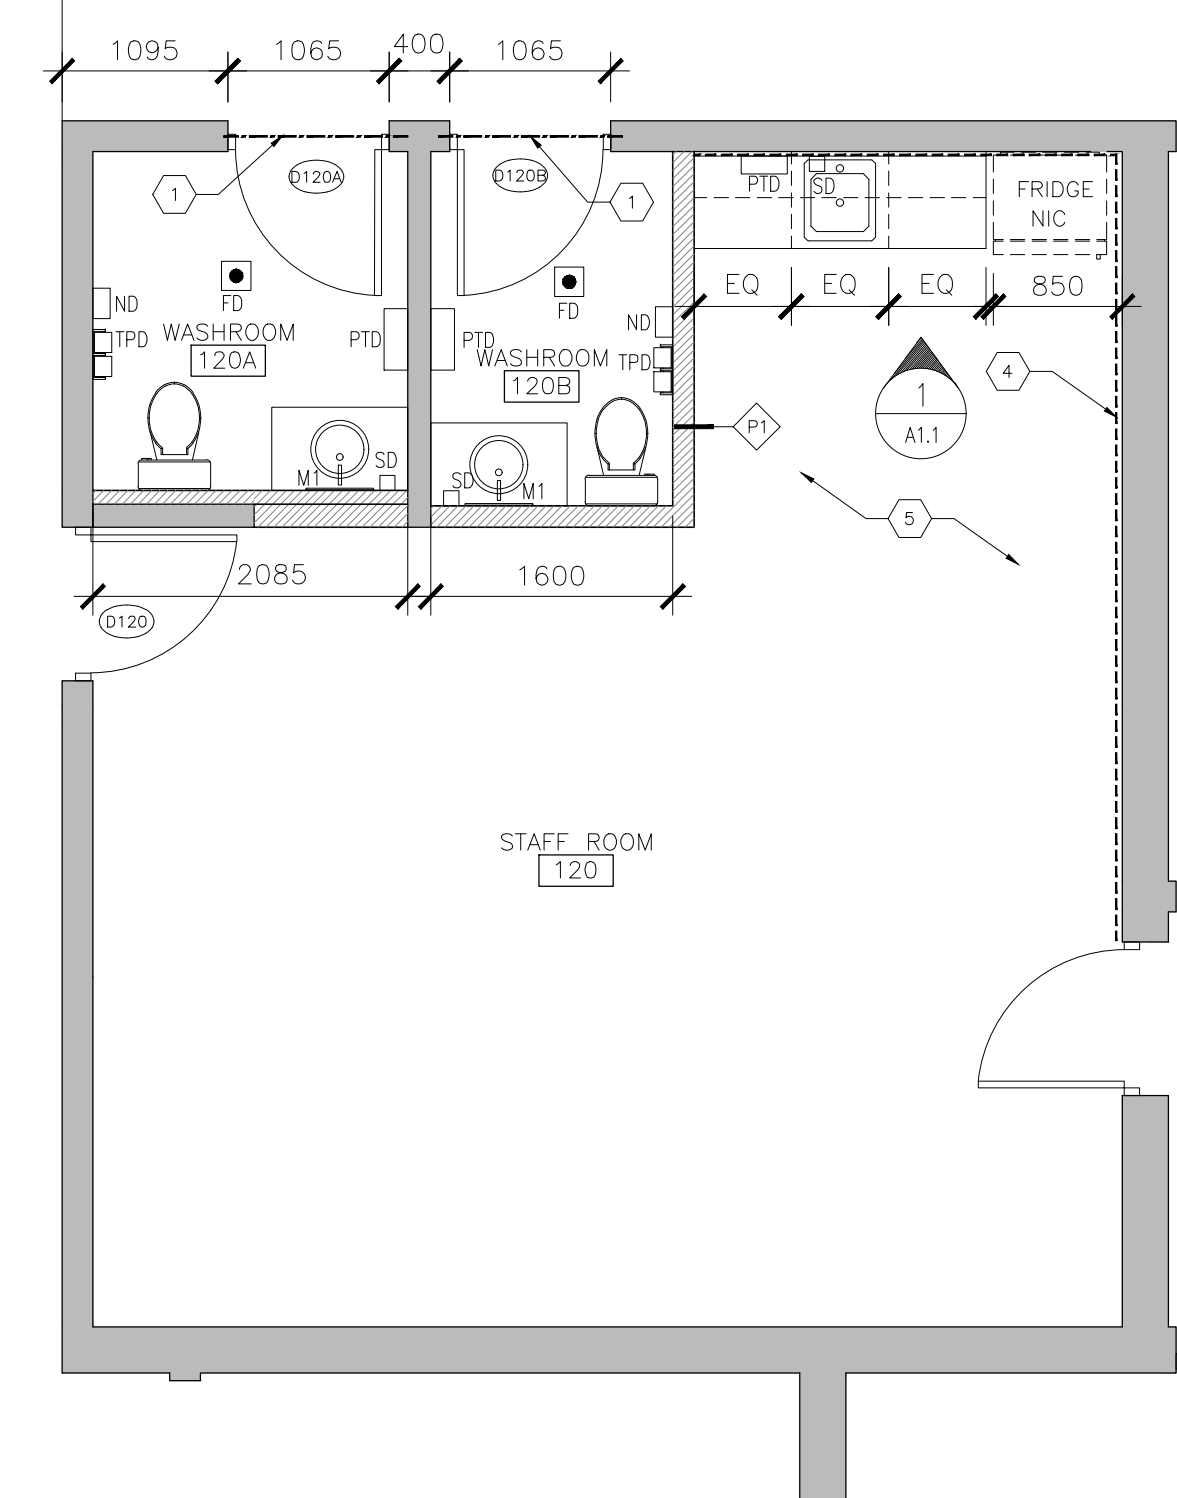 1095 1065 400 1065
D120A D120B
1 1
PTD SD
FRIDGE
NIC
FD FD
EQ EQ EQ 850
ND
ND
WASHROOM
120A
TPD
PTD PTD
WASHROOM
120B
TPD
4
1
A1.1
P1
M1 SD
SD M1
5
2085 1600
D120
STAFF ROOM
120